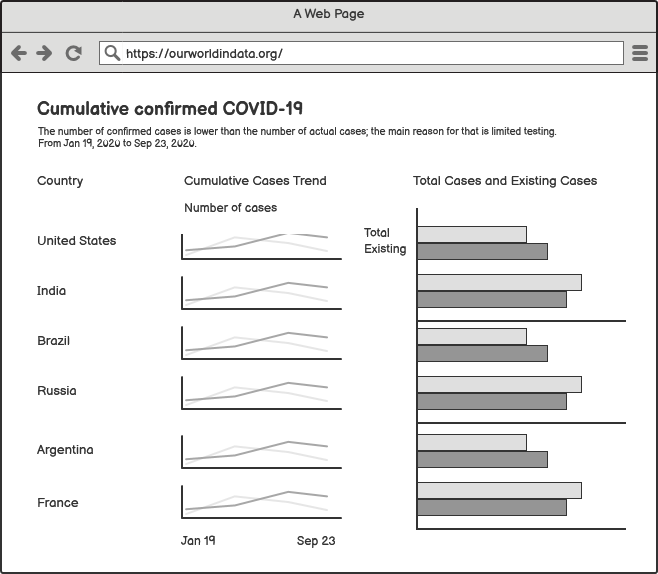 A Web Page
https://ourworldindata.org/
Cumulative confirmed COVID-19
The number of confirmed cases is lower than the number of actual cases; the main reason for that is limited testing.
From Jan 19, 2020 to Sep 23, 2020.
Country
Cumulative Cases Trend
Total Cases and Existing Cases
Number of cases
United States
Total
Existing
India
Brazil
Russia
Argentina
France
Jan 19
Sep 23